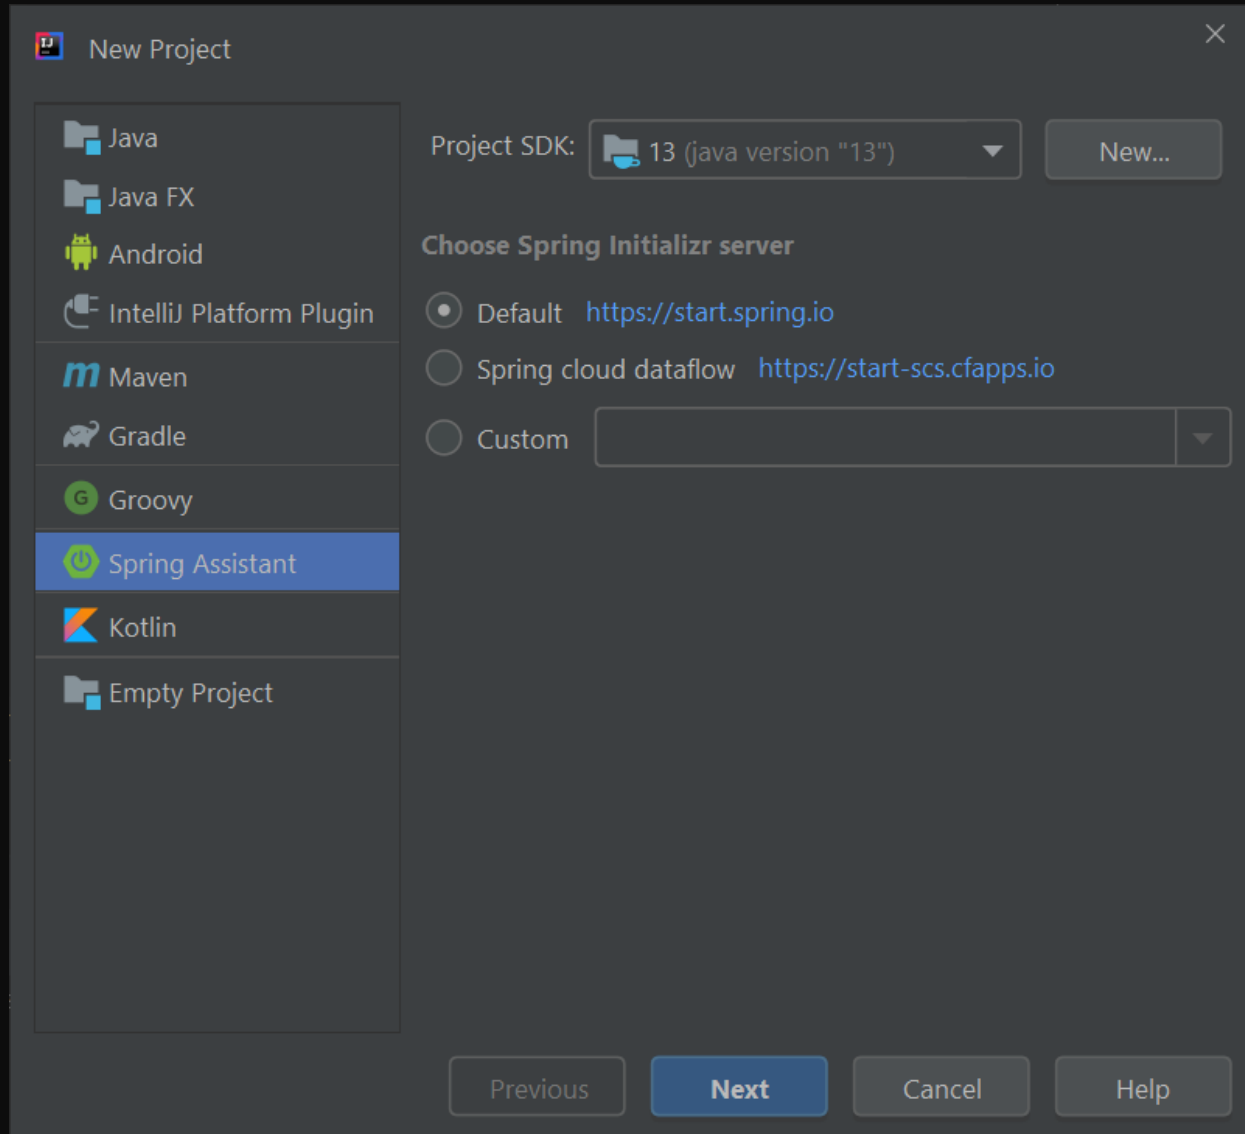 New Project
Java
Java FX
Android
IntelliJ Platform Plugin
Maven
Gradle
Groovy
Spring Assistant
Kotlin
Empty Project
Project SDK: 13 (java version "13") New...
Choose Spring Initializr server
Default https://start.spring.io
Spring cloud dataflow https://start-scs.cfapps.io
Custom
Previous Next Cancel Help